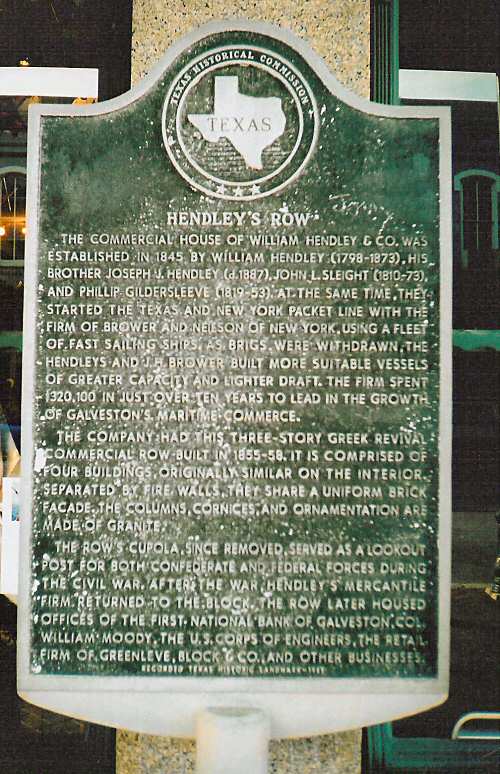 TEXAS HISTORICAL COMMISSION
TEXAS
HENDLEY'S ROW
THE COMMERCIAL HOUSE OF WILLIAM HENDLEY & CO. WAS
ESTABLISHED IN 1845 BY WILLIAM HENDLEY (1798-1873), HIS
BROTHER JOSEPH J. HENDLEY (d.1887), JOHN L. SLEIGHT (1810-73),
AND PHILLIP GILDERSLEEVE (1819-53). AT THE SAME TIME, THEY
STARTED THE TEXAS AND NEW YORK PACKET LINE WITH THE
FIRM OF BROWER AND NEILSON OF NEW YORK, USING A FLEET
OF FAST SAILING SHIPS. AS BRIGS WERE WITHDRAWN, THE
HENDLEYS AND J.H. BROWER BUILT MORE SUITABLE VESSELS
OF GREATER CAPACITY AND LIGHTER DRAFT. THE FIRM SPENT
$320,100 IN JUST OVER TEN YEARS TO LEAD IN THE GROWTH
OF GALVESTON'S MARITIME COMMERCE.
THE COMPANY HAD THIS THREE-STORY GREEK REVIVAL
COMMERCIAL ROW BUILT IN 1855-58. IT IS COMPRISED OF
FOUR BUILDINGS, ORIGINALLY SIMILAR ON THE INTERIOR.
SEPARATED BY FIRE WALLS, THEY SHARE A UNIFORM BRICK
FACADE. THE COLUMNS, CORNICES, AND ORNAMENTATION ARE
MADE OF GRANITE.
THE ROW'S CUPOLA, SINCE REMOVED, SERVED AS A LOOKOUT
POST FOR BOTH CONFEDERATE AND FEDERAL FORCES DURING
THE CIVIL WAR. AFTER THE WAR HENDLEY'S MERCANTILE
FIRM RETURNED TO THE BLOCK. THE ROW LATER HOUSED
OFFICES OF THE FIRST NATIONAL BANK OF GALVESTON, COL.
WILLIAM MOODY, THE U.S. CORPS OF ENGINEERS, THE RETAIL
FIRM OF GREENLEVE, BLOCK & CO., AND OTHER BUSINESSES.
RECORDED TEXAS HISTORIC LANDMARK